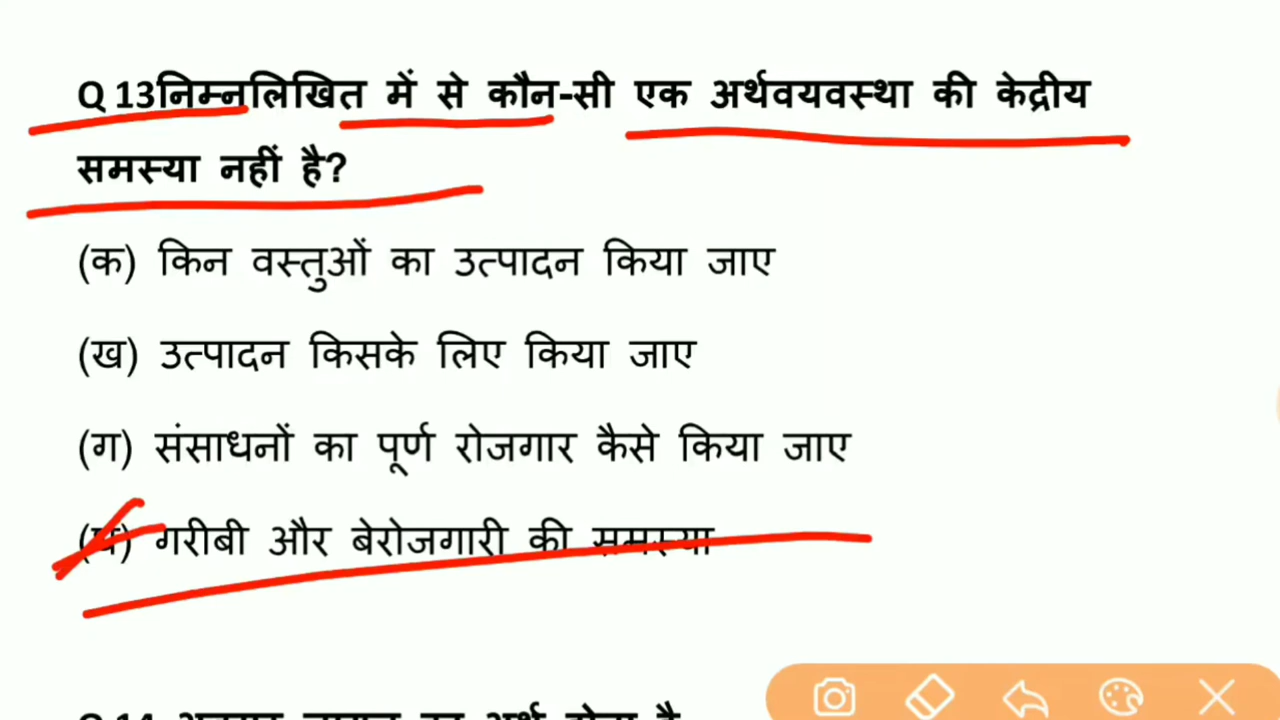 Q 13निम्नलिखित में से कौन-सी एक अर्थवयवस्था की केद्रीय
समस्या नहीं है?
(क) किन वस्तुओं का उत्पादन किया जाए
(ख) उत्पादन किसके लिए किया जाए
(ग) संसाधनों का पूर्ण रोजगार कैसे किया जाए
(घ) गरीबी और बेरोजगारी की समस्या